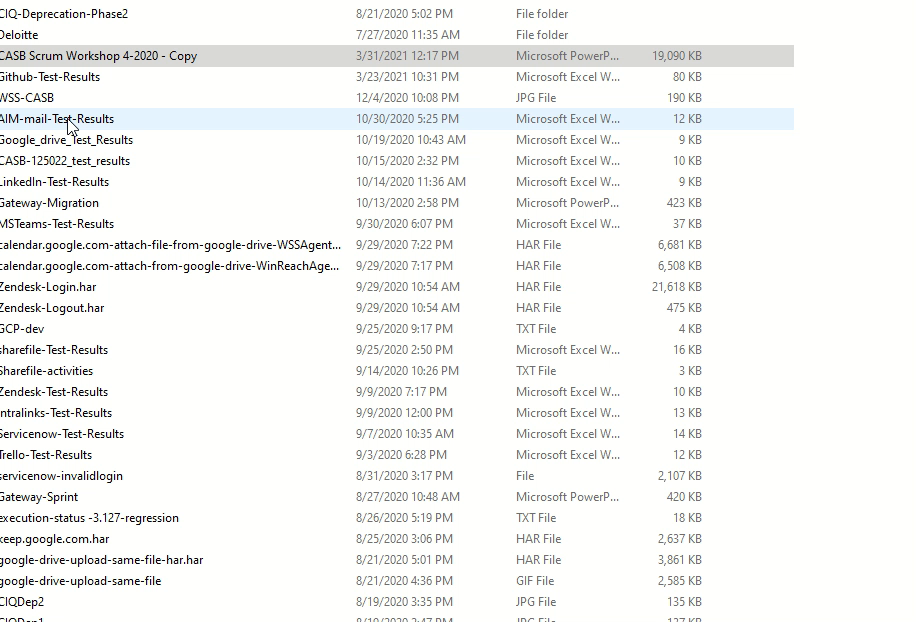 CIQ-Deprecation-Phase2 8/21/2020 5:02 PM File folder
Deloitte 7/27/2020 11:35 AM File folder
CASB Scrum Workshop 4-2020 - Copy 3/31/2021 12:17 PM Microsoft PowerP... 19,090 KB
Github-Test-Results 3/23/2021 10:31 PM Microsoft Excel W... 80 KB
WSS-CASB 12/4/2020 10:08 PM JPG File 190 KB
AIM-mail-Test-Results 10/30/2020 5:25 PM Microsoft Excel W... 12 KB
Google_drive_Test_Results 10/19/2020 10:43 AM Microsoft Excel W... 9 KB
CASB-125022_test_results 10/15/2020 2:32 PM Microsoft Excel W... 10 KB
LinkedIn-Test-Results 10/14/2020 11:36 AM Microsoft Excel W... 9 KB
Gateway-Migration 10/13/2020 2:58 PM Microsoft PowerP... 423 KB
MSTeams-Test-Results 9/30/2020 6:07 PM Microsoft Excel W... 37 KB
calendar.google.com-attach-file-from-google-drive-WSSAgent... 9/29/2020 7:22 PM HAR File 6,681 KB
calendar.google.com-attach-from-google-drive-WinReachAge... 9/29/2020 7:17 PM HAR File 6,508 KB
Zendesk-Login.har 9/29/2020 10:54 AM HAR File 21,618 KB
Zendesk-Logout.har 9/29/2020 10:54 AM HAR File 475 KB
GCP-dev 9/25/2020 9:17 PM TXT File 4 KB
sharefile-Test-Results 9/25/2020 2:50 PM Microsoft Excel W... 16 KB
Sharefile-activities 9/14/2020 10:26 PM TXT File 3 KB
Zendesk-Test-Results 9/9/2020 7:17 PM Microsoft Excel W... 10 KB
ntralinks-Test-Results 9/9/2020 12:00 PM Microsoft Excel W... 13 KB
Servicenow-Test-Results 9/7/2020 10:35 AM Microsoft Excel W... 14 KB
Trello-Test-Results 9/3/2020 6:28 PM Microsoft Excel W... 12 KB
servicenow-invalidlogin 8/31/2020 3:17 PM File 2,107 KB
Gateway-Sprint 8/27/2020 10:48 AM Microsoft PowerP... 420 KB
execution-status -3.127-regression 8/26/2020 5:19 PM TXT File 18 KB
keep.google.com.har 8/25/2020 3:06 PM HAR File 2,637 KB
google-drive-upload-same-file-har.har 8/21/2020 5:01 PM HAR File 3,861 KB
google-drive-upload-same-file 8/21/2020 4:36 PM GIF File 2,585 KB
CIQDep2 8/19/2020 3:35 PM JPG File 135 KB